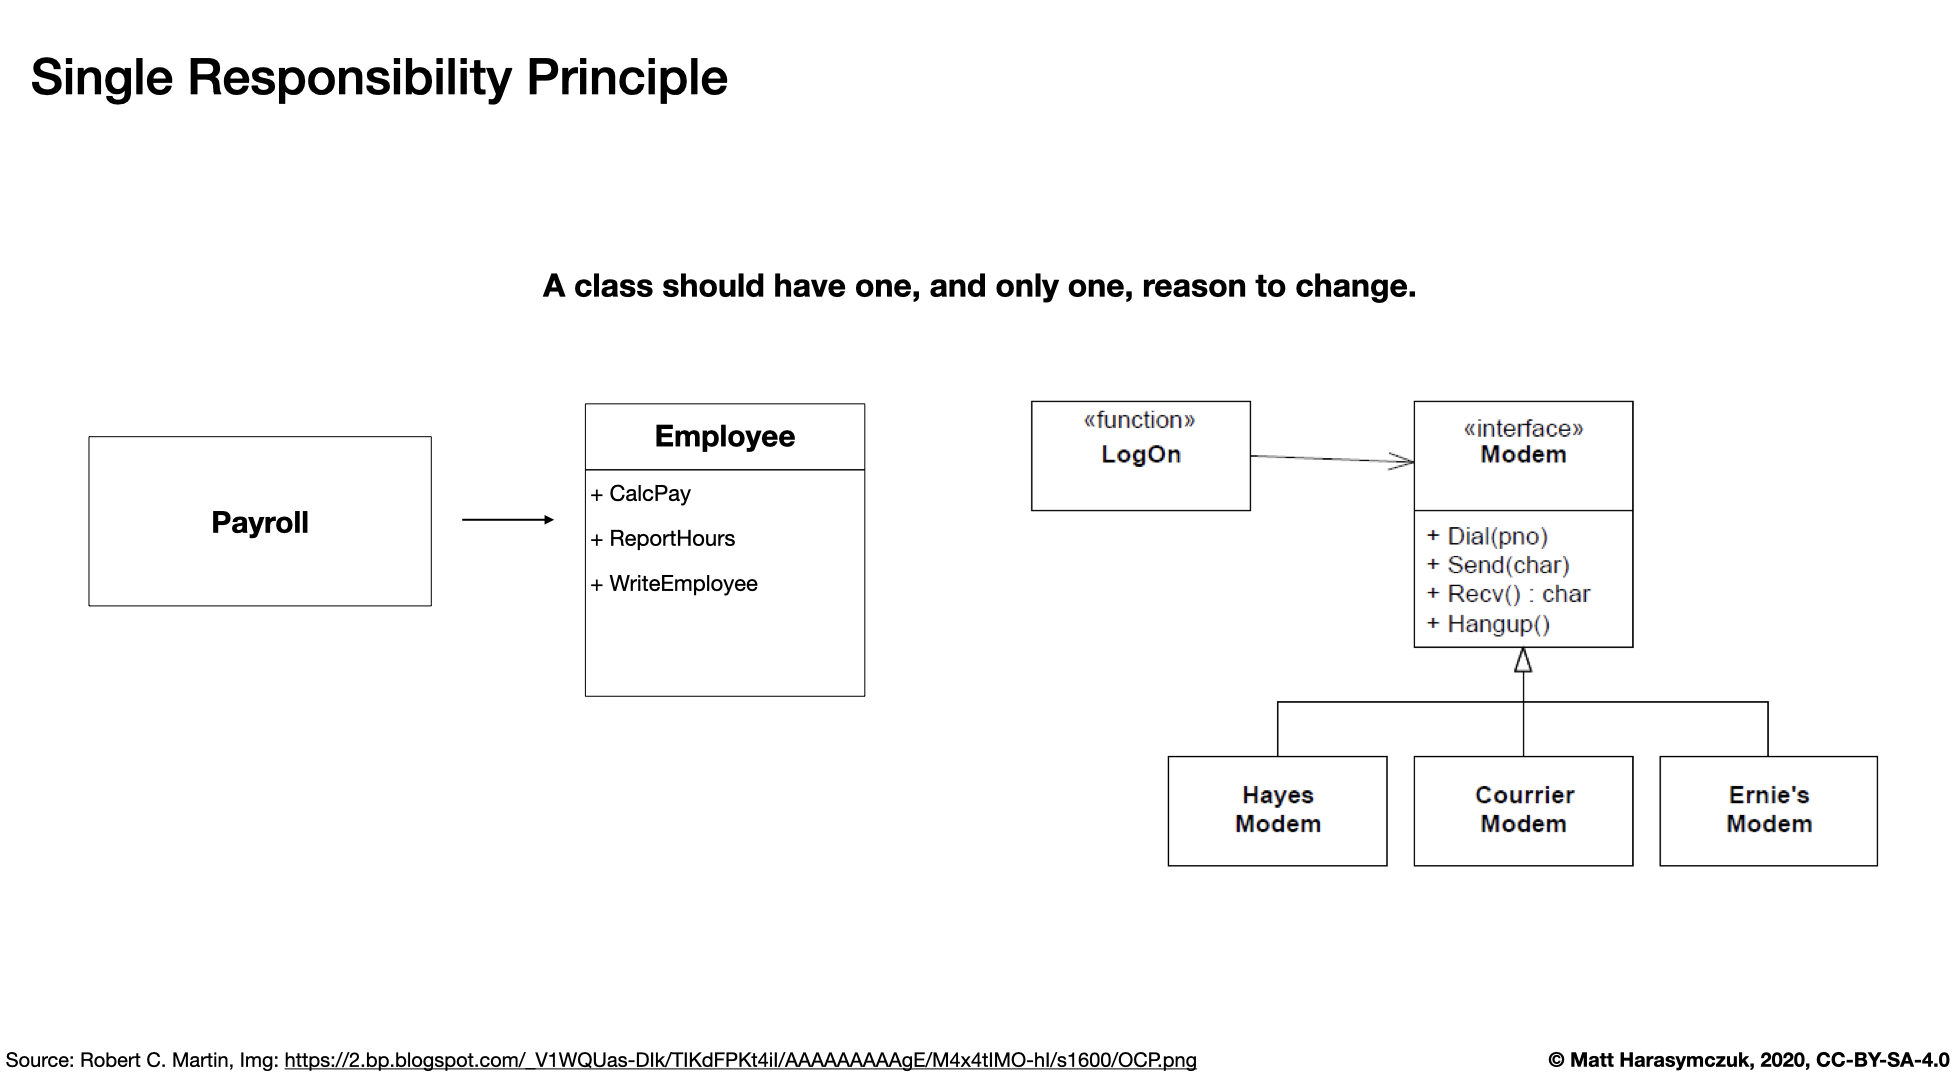 Single Responsibility Principle
A class should have one, and only one, reason to change.
Payroll
Employee
+ CalcPay
+ ReportHours
+ WriteEmployee
«function»
LogOn
«interface»
Modem
+ Dial(pno)
+ Send(char)
+ Recv() : char
+ Hangup()
Hayes
Modem
Courrier
Modem
Ernie's
Modem
Source: Robert C. Martin, Img: https://2.bp.blogspot.com/_V1WQUas-DIk/TIKdFPKt4iI/AAAAAAAAAgE/M4x4tIMO-hI/s1600/OCP.png
© Matt Harasymczuk, 2020, CC-BY-SA-4.0